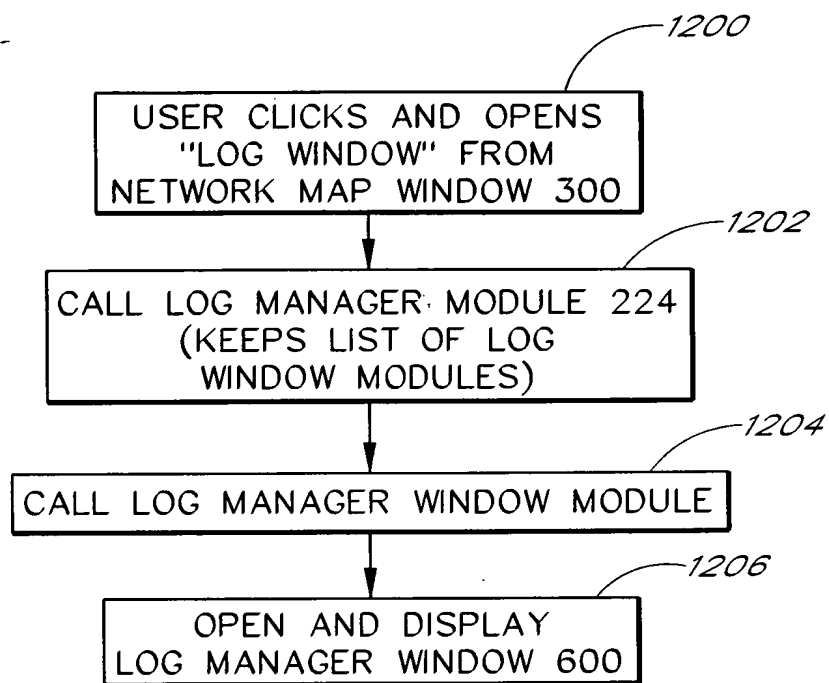 1200
USER CLICKS AND OPENS
"LOG WINDOW" FROM
NETWORK MAP WINDOW 300
1202
CALL LOG MANAGER MODULE 224
(KEEPS LIST OF LOG
WINDOW MODULES)
1204
CALL LOG MANAGER WINDOW MODULE
1206
OPEN AND DISPLAY
LOG MANAGER WINDOW 600